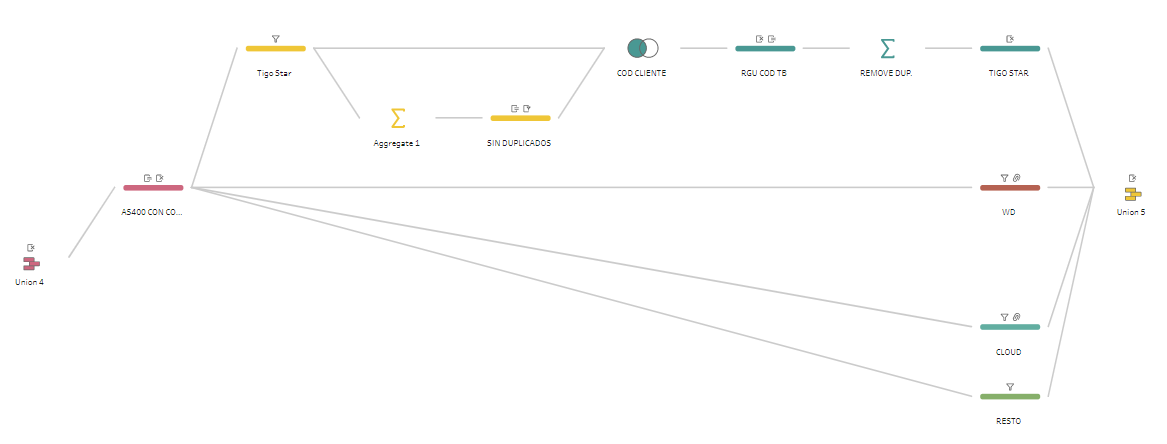 Tigo Star
COD CLIENTE
RGU COD TB
REMOVE DUP.
TIGO STAR
Aggregate 1
SIN DUPLICADOS
AS400 CON CO...
WD
Union 5
Union 4
CLOUD
RESTO